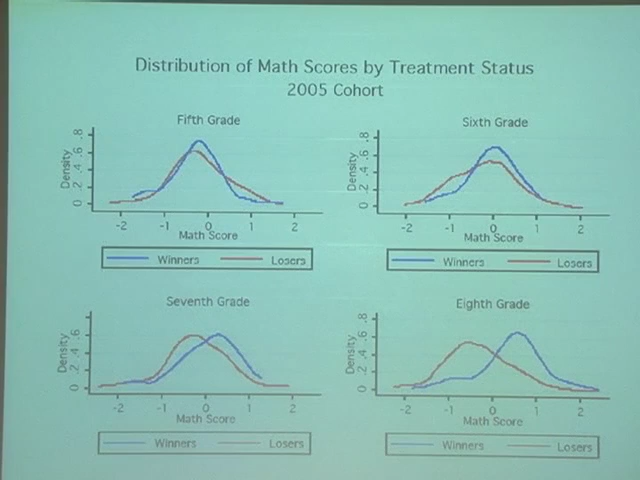 Distribution of Math Scores by Treatment Status
2005 Cohort
Fifth Grade
Density
0 .2 .4 .6 .8
-2 -1 0 1 2
Math Score
Winners Losers
Sixth Grade
Density
0 .2 .4 .6 .8
-2 -1 0 1 2
Math Score
Winners Losers
Seventh Grade
Density
0 .2 .4 .6
-2 -1 0 1 2
Math Score
Winners Losers
Eighth Grade
Density
0 .2 .4 .6 .8
-2 -1 0 1 2
Math Score
Winners Losers